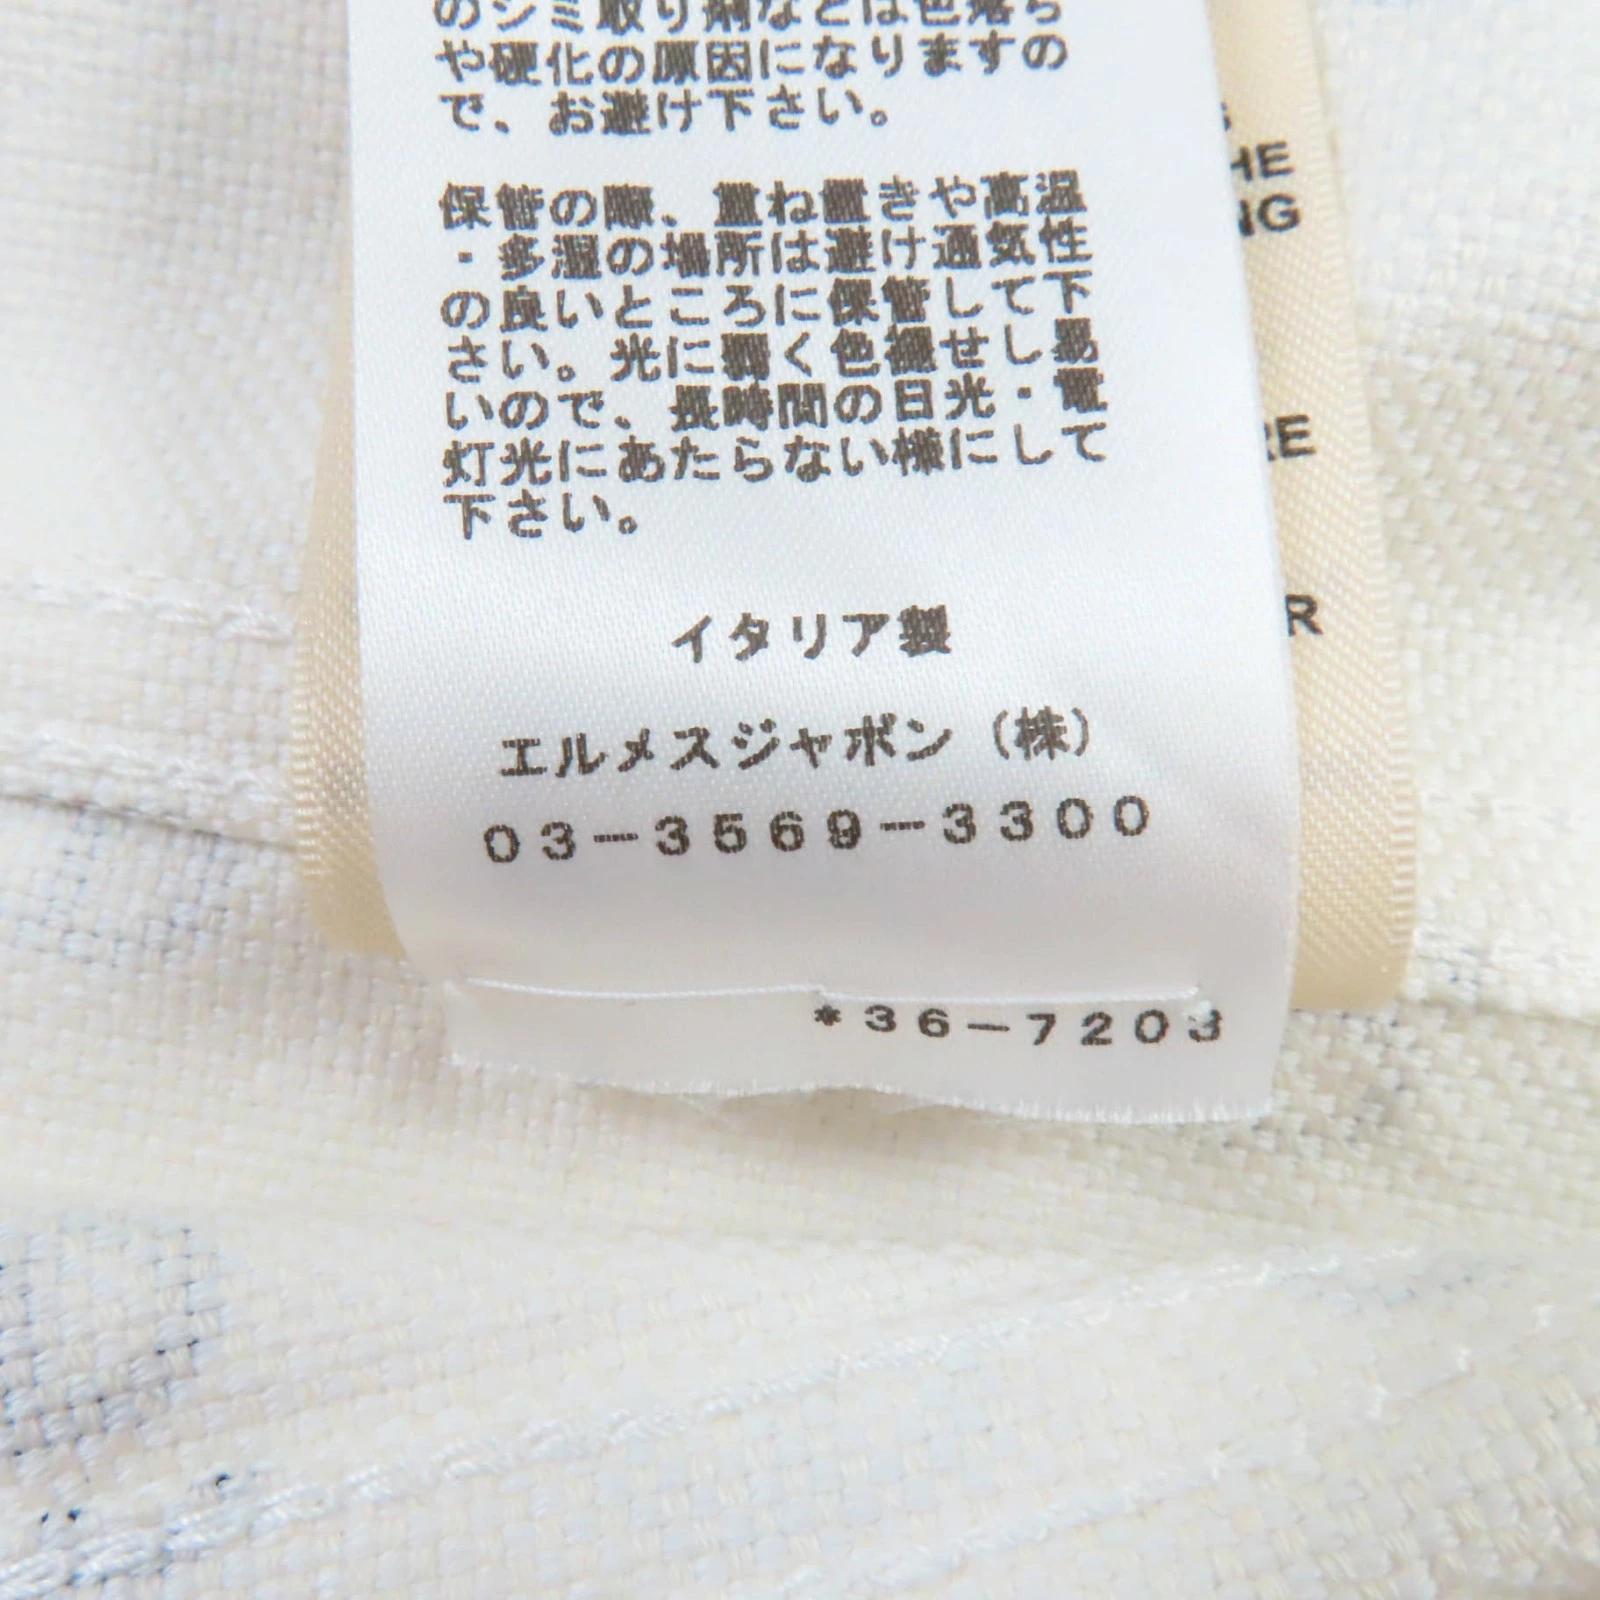 のシミ取り剤などは色落ち
や硬化の原因になりますの
で、お避け下さい。
保管の際、重ね置きや高温
・多湿の場所は避け通気性
の良いところに保管して下
さい。光に弱く色褪せし易
いので、長時間の日光・電
灯光にあたらない様にして
下さい。
イタリア製
エルメスジャポン（株）
03-3569-3300
*36-7203
HE
NG
RE
R